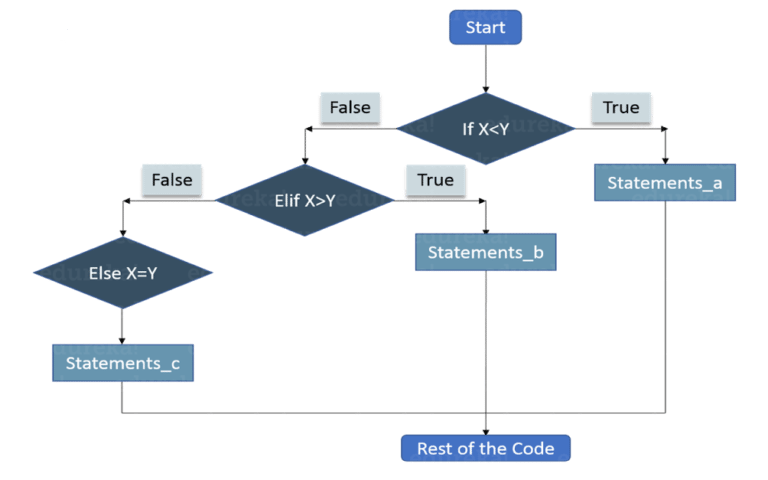 Start
False
True
If X<Y
False
True
Statements_a
Elif X>Y
Statements_b
Else X=Y
Statements_c
Rest of the Code